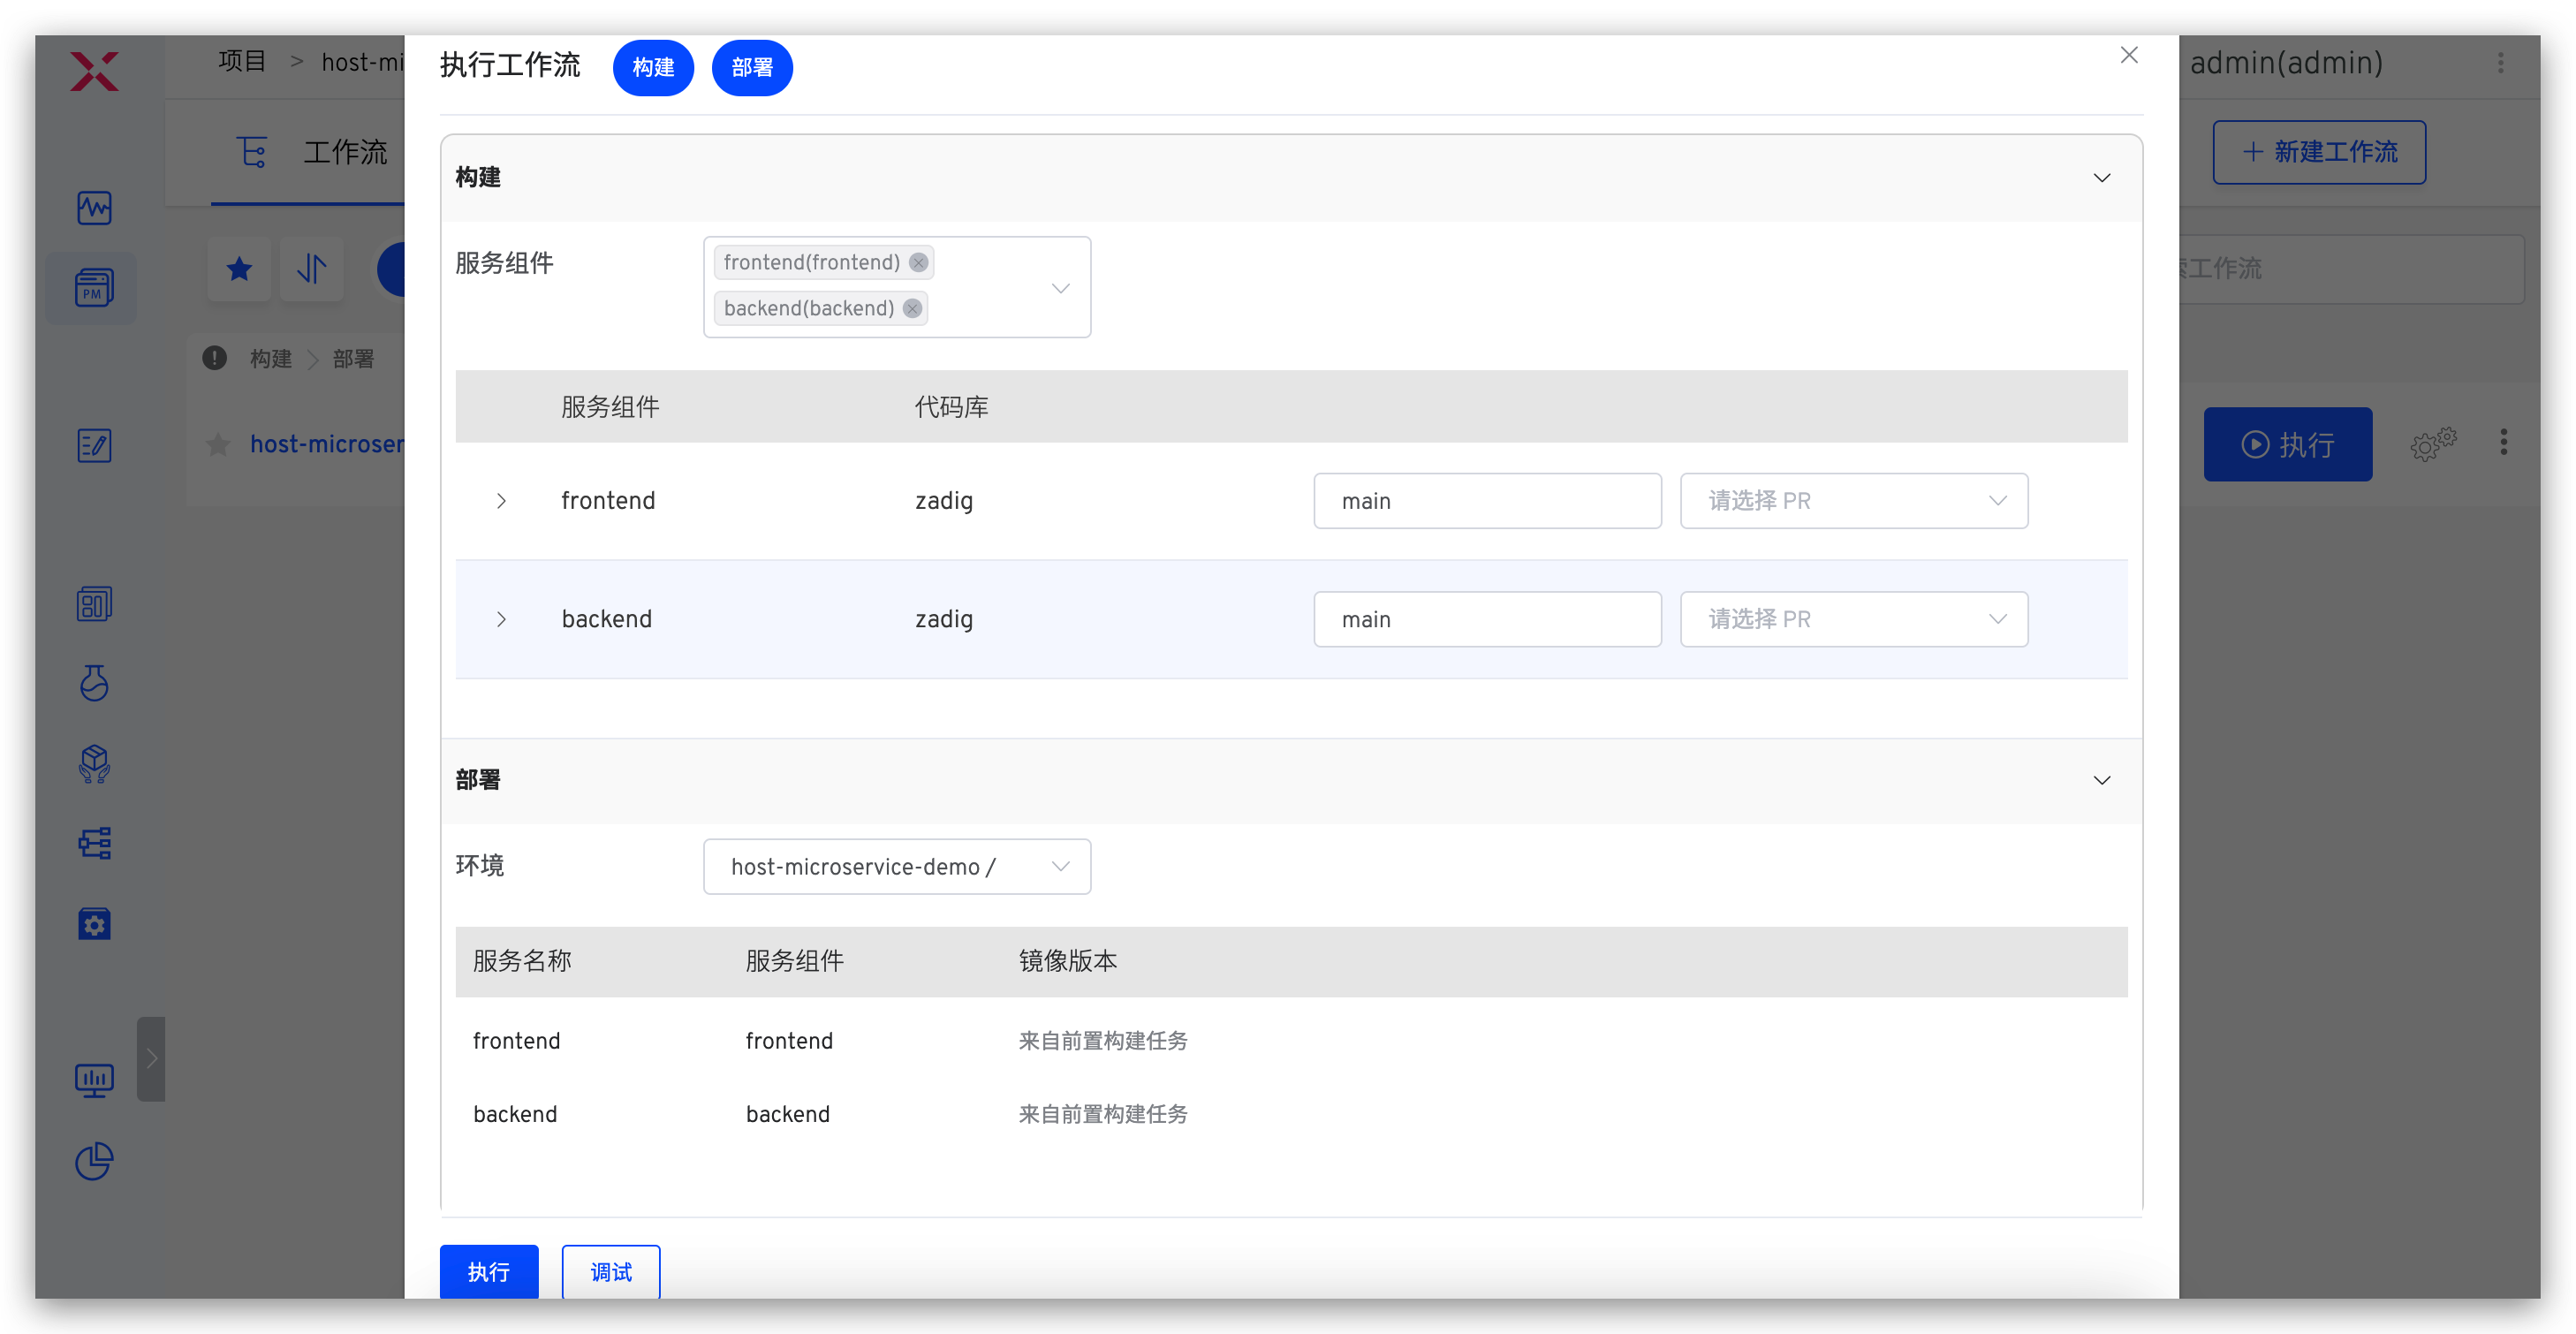 项目 > host-mi
执行工作流 构建 部署
admin(admin)
工作流
+ 新建工作流
构建
服务组件
frontend(frontend)
backend(backend)
工作流
构建 > 部署
host-microser
执行
PM
服务组件 代码库
frontend zadig main 请选择 PR
backend zadig main 请选择 PR
部署
环境 host-microservice-demo /
服务名称 服务组件 镜像版本
frontend frontend 来自前置构建任务
backend backend 来自前置构建任务
执行 调试